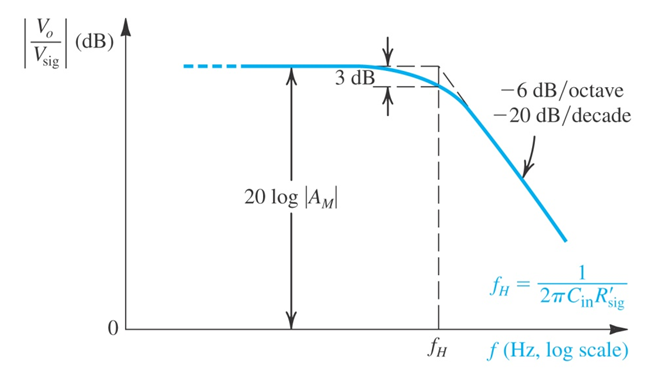 |V_o / V_sig| (dB)
3 dB
−6 dB/octave
−20 dB/decade
20 log |A_M|
f_H = 1 / 2πC_in R′_sig
0
f_H
f (Hz, log scale)